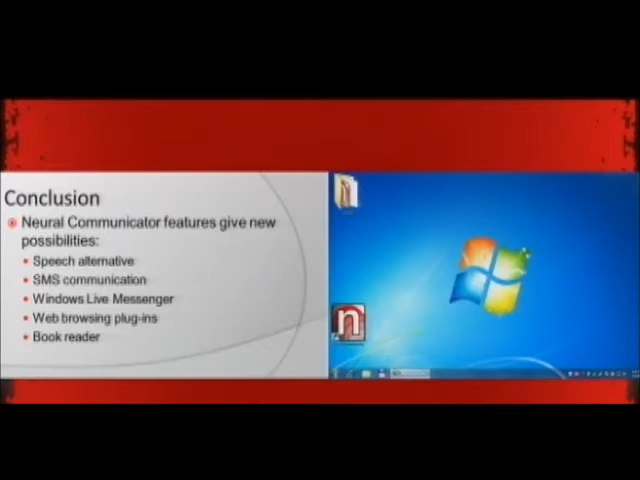 Conclusion
Neural Communicator features give new
possibilities:
Speech alternative
SMS communication
Windows Live Messenger
Web browsing plug-ins
Book reader
n